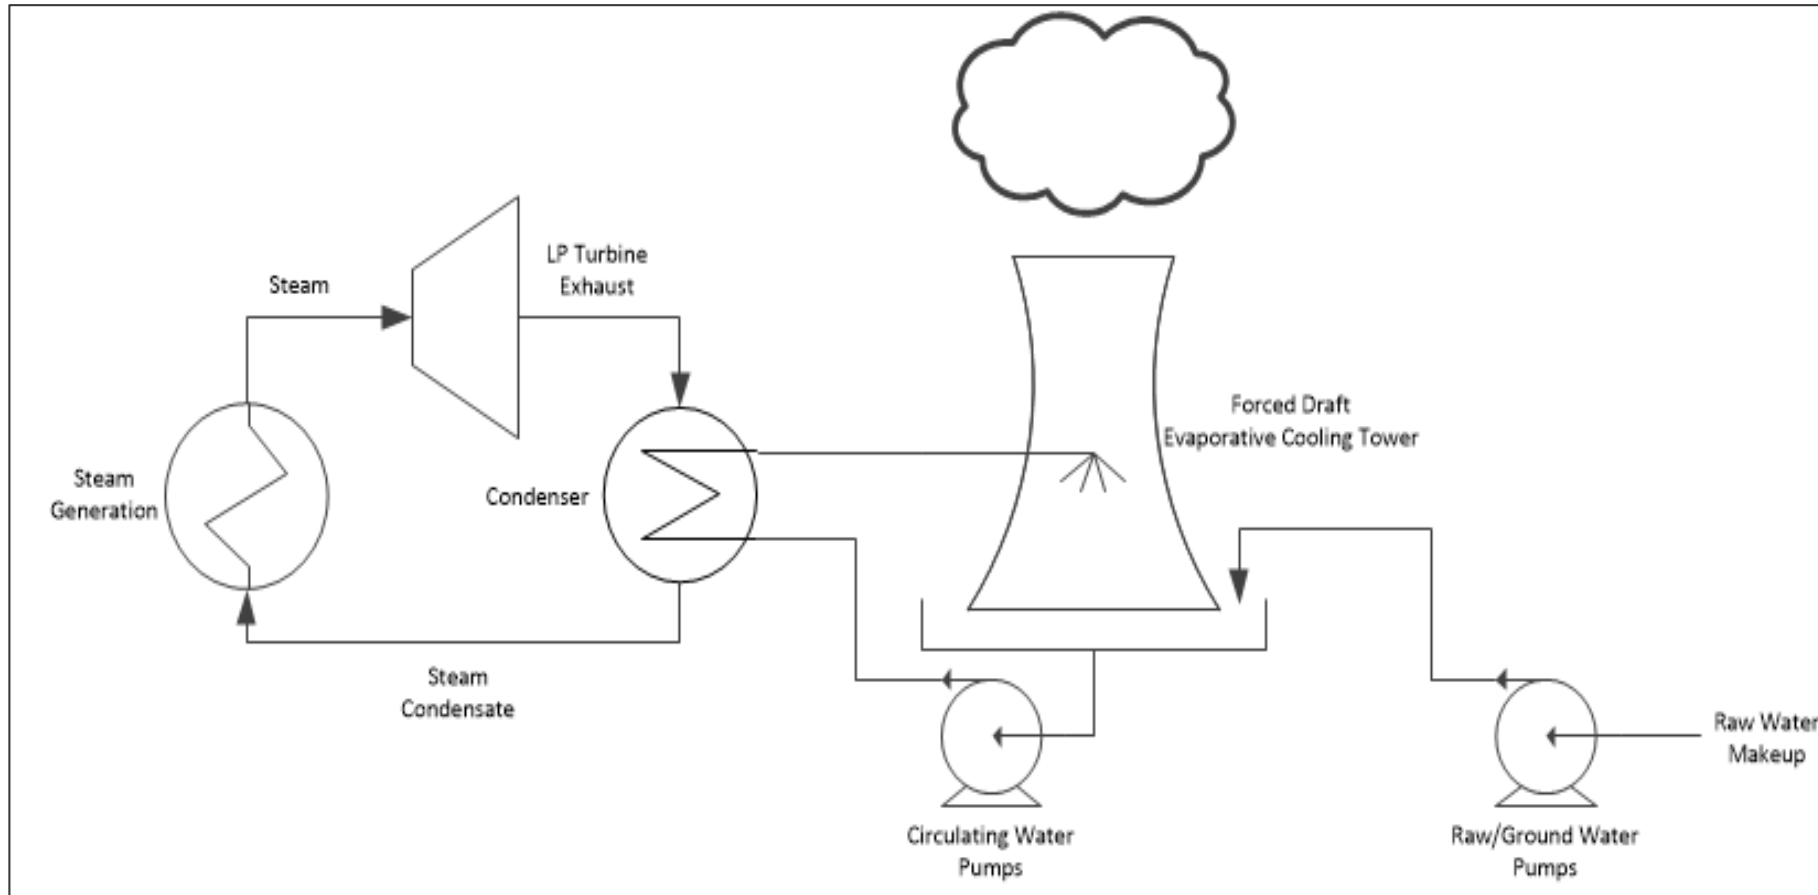 Steam
LP Turbine
Exhaust
Steam
Generation
Condenser
Forced Draft
Evaporative Cooling Tower
Steam
Condensate
Raw Water
Makeup
Circulating Water
Pumps
Raw/Ground Water
Pumps